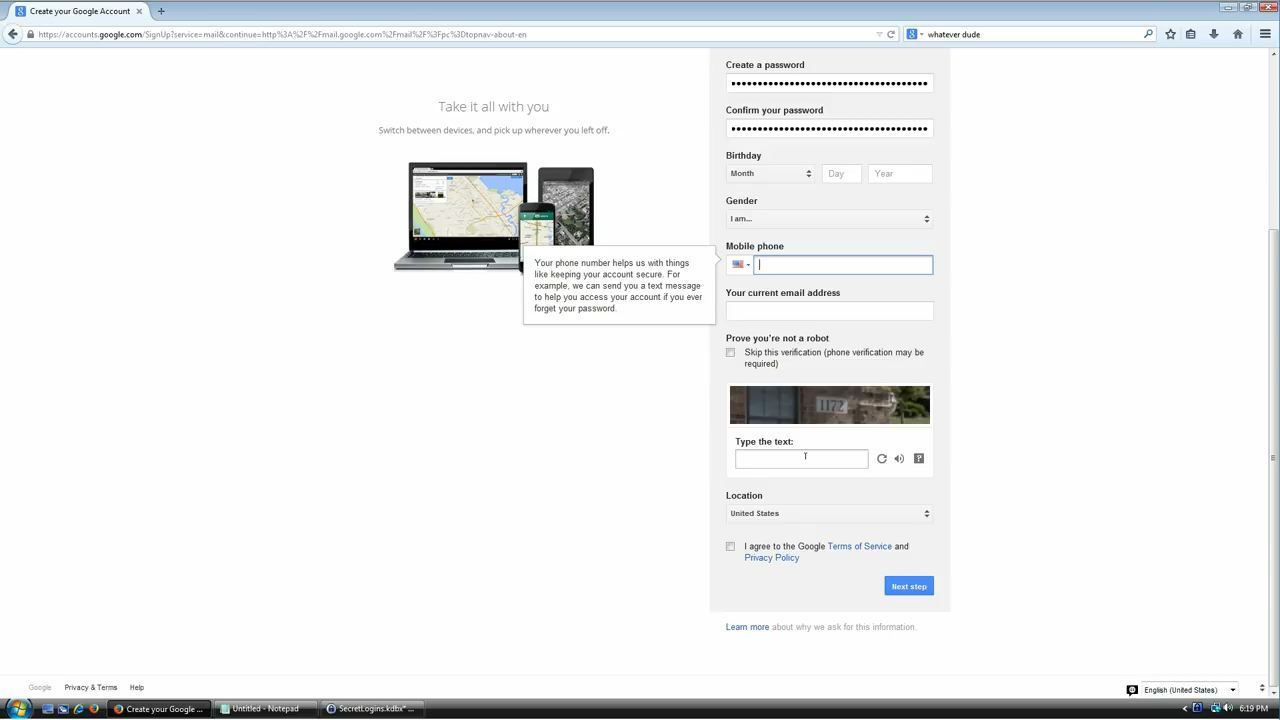 Create your Google Account
https://accounts.google.com/SignUp?service=mail&continue=http%3A%2F%2Fmail.google.com%2Fmail%2F%3Fpc%3Dtopnav-about-en
whatever dude
Take it all with you
Switch between devices, and pick up wherever you left off.
Create a password
Confirm your password
Birthday
Month Day Year
Gender
I am...
Mobile phone
Your phone number helps us with things
like keeping your account secure. For
example, we can send you a text message
to help you access your account if you ever
forget your password.
Your current email address
Prove you're not a robot
Skip this verification (phone verification may be
required)
1172
Type the text:
Location
United States
I agree to the Google Terms of Service and
Privacy Policy
Next step
Learn more about why we ask for this information.
Google Privacy & Terms Help
English (United States)
Create your Google ... Untitled - Notepad SecretLogins.kdbx* ...
6:19 PM